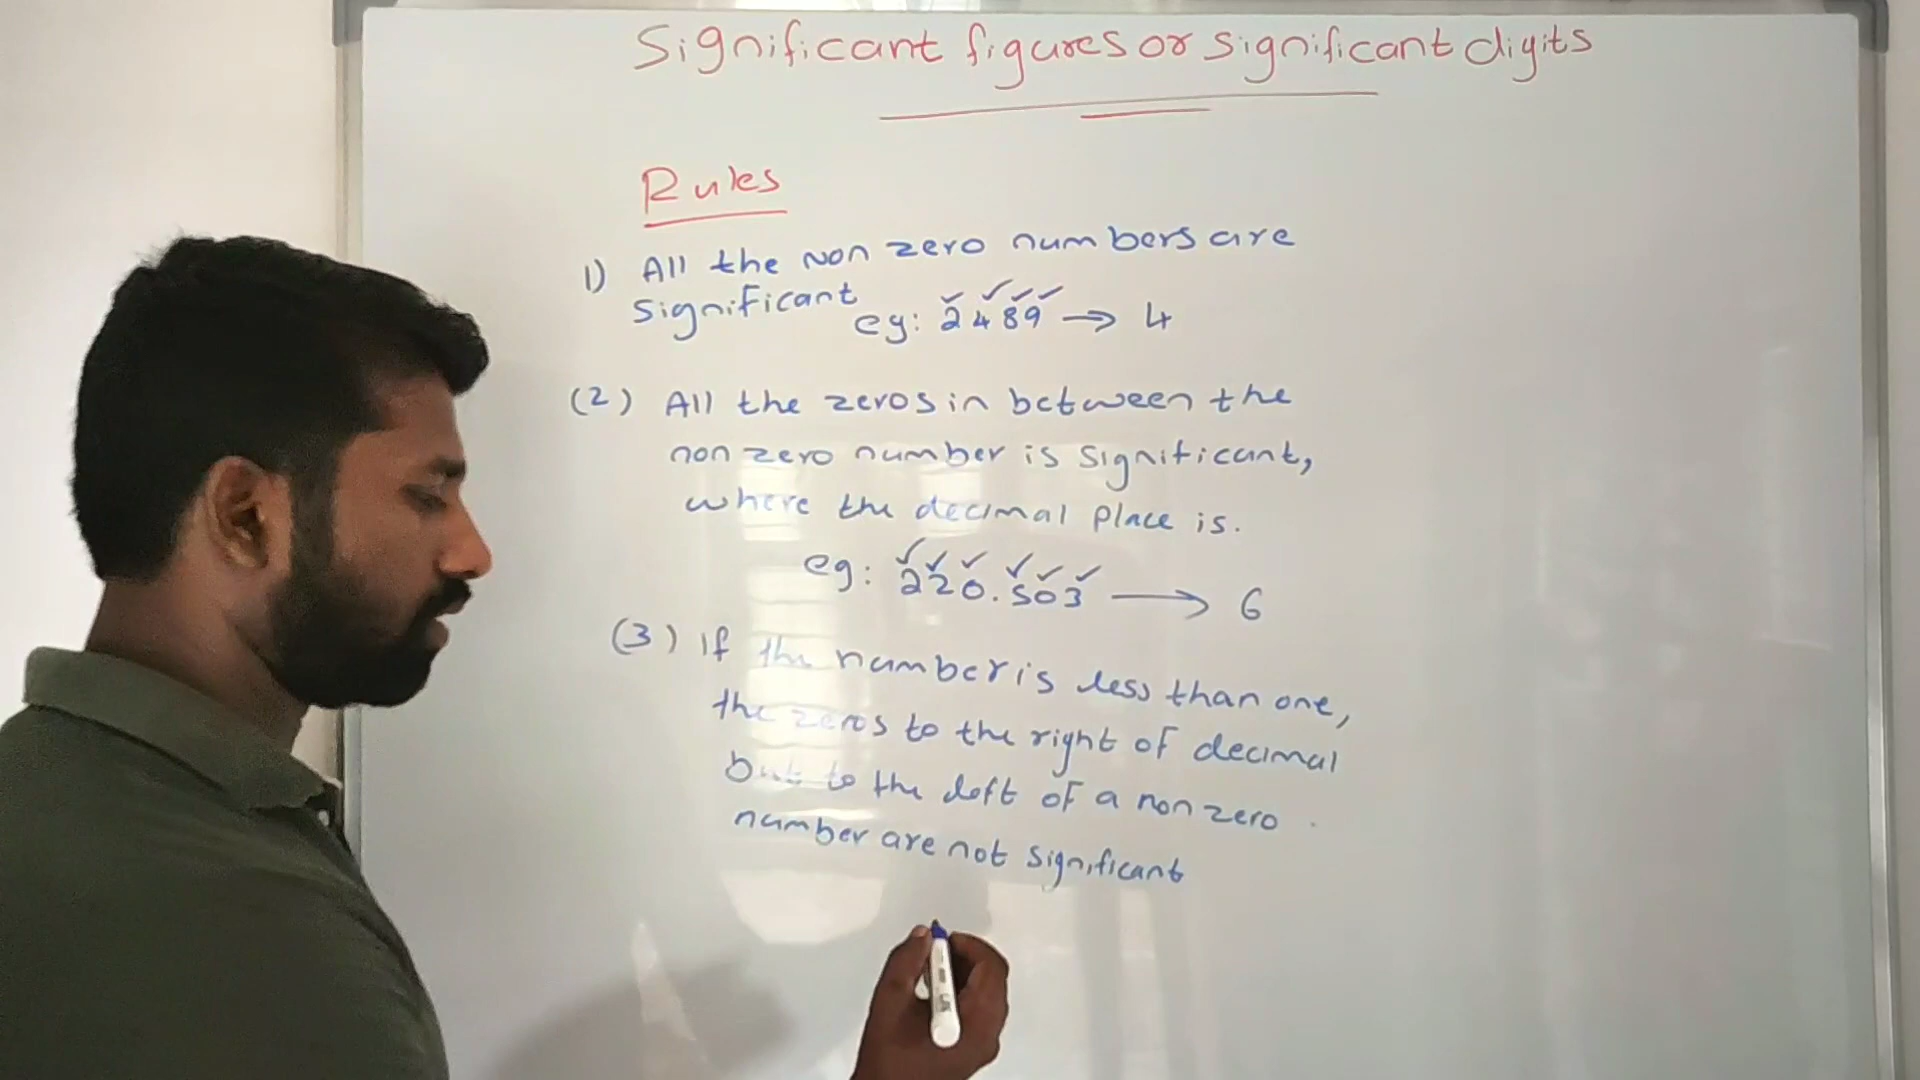 Significant figures or significant digits
Rules
1) All the non zero numbers are
significant
eg: 2489 → 4
(2) All the zeros in between the
non zero number is significant,
where the decimal place is.
eg: 220.503 → 6
(3) If the number is less than one,
the zeros to the right of decimal
but to the left of a non zero
number are not significant